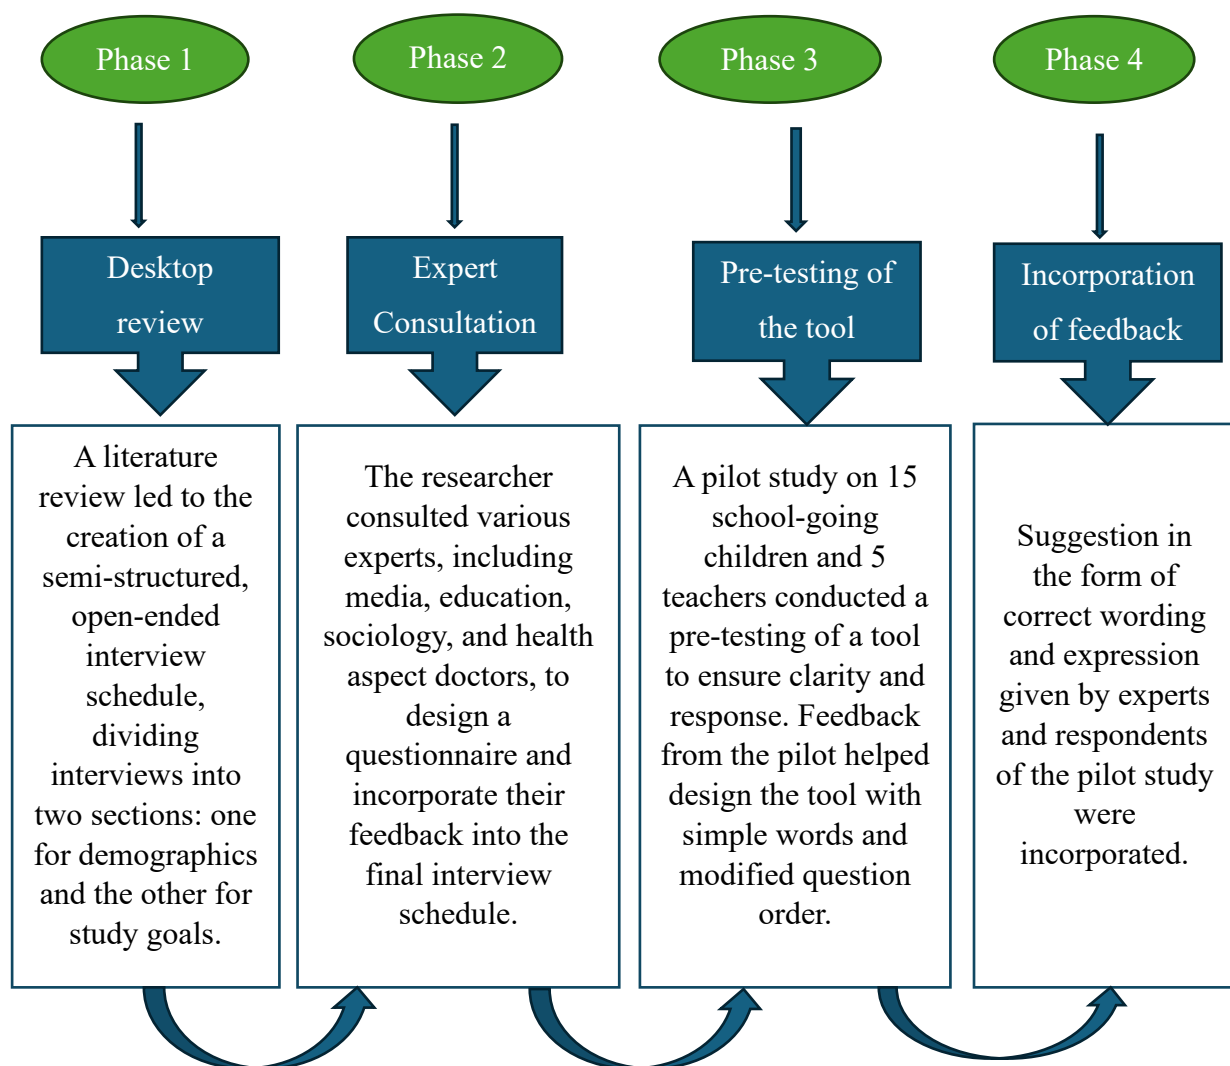 Phase 1
Phase 2
Phase 3
Phase 4
Desktop
review
Expert
Consultation
Pre-testing of
the tool
Incorporation
of feedback
A literature
review led to the
creation of a
semi-structured,
open-ended
interview
schedule,
dividing
interviews into
two sections: one
for demographics
and the other for
study goals.
The researcher
consulted various
experts, including
media, education,
sociology, and health
aspect doctors, to
design a
questionnaire and
incorporate their
feedback into the
final interview
schedule.
A pilot study on 15
school-going
children and 5
teachers conducted a
pre-testing of a tool
to ensure clarity and
response. Feedback
from the pilot helped
design the tool with
simple words and
modified question
order.
Suggestion in
the form of
correct wording
and expression
given by experts
and respondents
of the pilot study
were
incorporated.